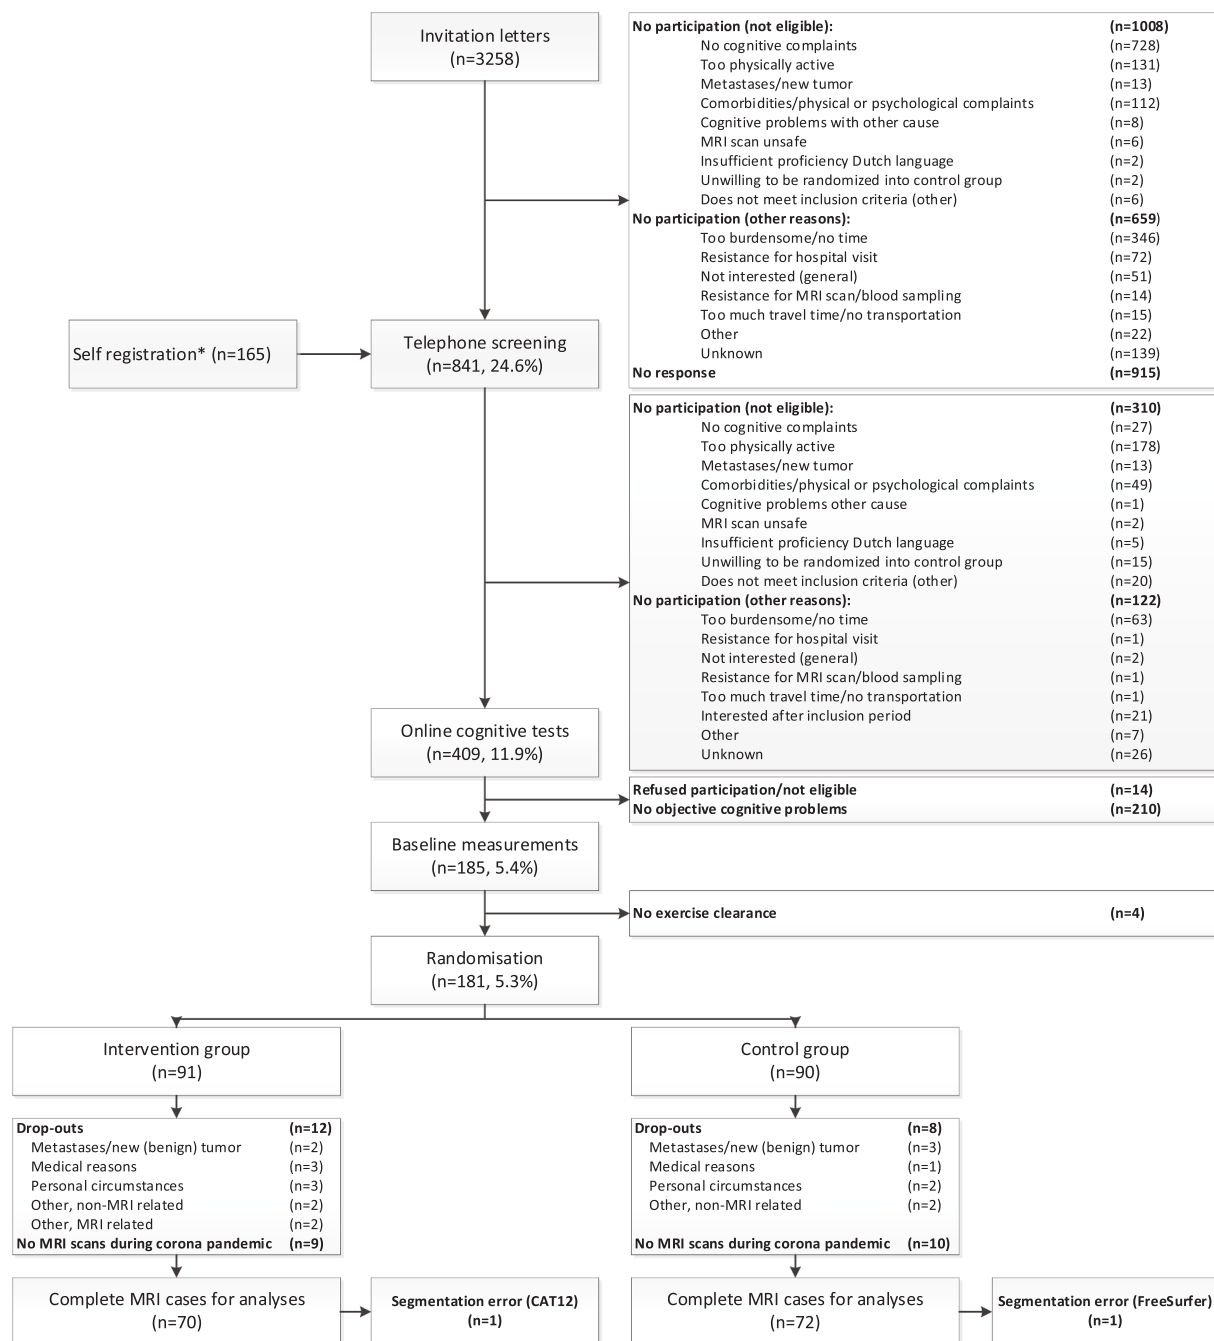 Invitation letters
(n=3258)
No participation (not eligible): (n=1008)
No cognitive complaints (n=728)
Too physically active (n=131)
Metastases/new tumor (n=13)
Comorbidities/physical or psychological complaints (n=112)
Cognitive problems with other cause (n=8)
MRI scan unsafe (n=6)
Insufficient proficiency Dutch language (n=2)
Unwilling to be randomized into control group (n=2)
Does not meet inclusion criteria (other) (n=6)
No participation (other reasons): (n=659)
Too burdensome/no time (n=346)
Resistance for hospital visit (n=72)
Not interested (general) (n=51)
Resistance for MRI scan/blood sampling (n=14)
Too much travel time/no transportation (n=15)
Other (n=22)
Unknown (n=139)
No response (n=915)
Self registration* (n=165)
Telephone screening
(n=841, 24.6%)
No participation (not eligible): (n=310)
No cognitive complaints (n=27)
Too physically active (n=178)
Metastases/new tumor (n=13)
Comorbidities/physical or psychological complaints (n=49)
Cognitive problems other cause (n=1)
MRI scan unsafe (n=2)
Insufficient proficiency Dutch language (n=5)
Unwilling to be randomized into control group (n=15)
Does not meet inclusion criteria (other) (n=20)
No participation (other reasons): (n=122)
Too burdensome/no time (n=63)
Resistance for hospital visit (n=1)
Not interested (general) (n=2)
Resistance for MRI scan/blood sampling (n=1)
Too much travel time/no transportation (n=1)
Interested after inclusion period (n=21)
Other (n=7)
Unknown (n=26)
Online cognitive tests
(n=409, 11.9%)
Refused participation/not eligible (n=14)
No objective cognitive problems (n=210)
Baseline measurements
(n=185, 5.4%)
No exercise clearance (n=4)
Randomisation
(n=181, 5.3%)
Intervention group
(n=91)
Control group
(n=90)
Drop-outs (n=12)
Metastases/new (benign) tumor (n=2)
Medical reasons (n=3)
Personal circumstances (n=3)
Other, non-MRI related (n=2)
Other, MRI related (n=2)
No MRI scans during corona pandemic (n=9)
Drop-outs (n=8)
Metastases/new (benign) tumor (n=3)
Medical reasons (n=1)
Personal circumstances (n=2)
Other, non-MRI related (n=2)
No MRI scans during corona pandemic (n=10)
Complete MRI cases for analyses
(n=70)
Segmentation error (CAT12)
(n=1)
Complete MRI cases for analyses
(n=72)
Segmentation error (FreeSurfer)
(n=1)